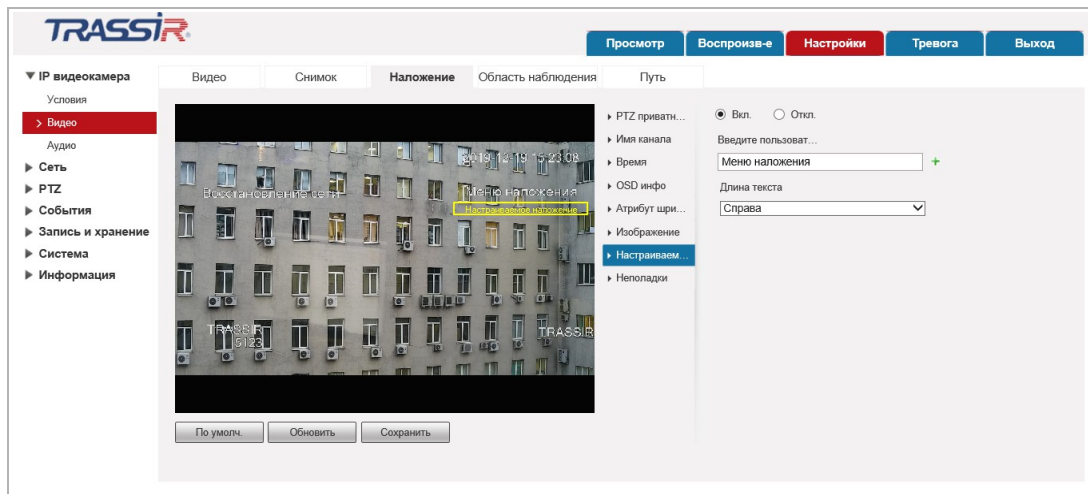 TRASSIR
Просмотр
Воспроизв-е
Настройки
Тревога
Выход
IP видеокамера
Условия
Видео
Аудио
Сеть
PTZ
События
Запись и хранение
Система
Информация
Видео
Снимок
Наложение
Область наблюдения
Путь
2019-12-19 15:23:08
Восстановление сети
Меню наложения
Настраиваемое наложение
TRASSIR
5123
TRASSIR
По умолч.
Обновить
Сохранить
PTZ приватн...
Имя канала
Время
OSD инфо
Атрибут шри...
Изображение
Настраиваем...
Неполадки
Вкл.
Откл.
Введите пользоват...
Меню наложения
+
Длина текста
Справа